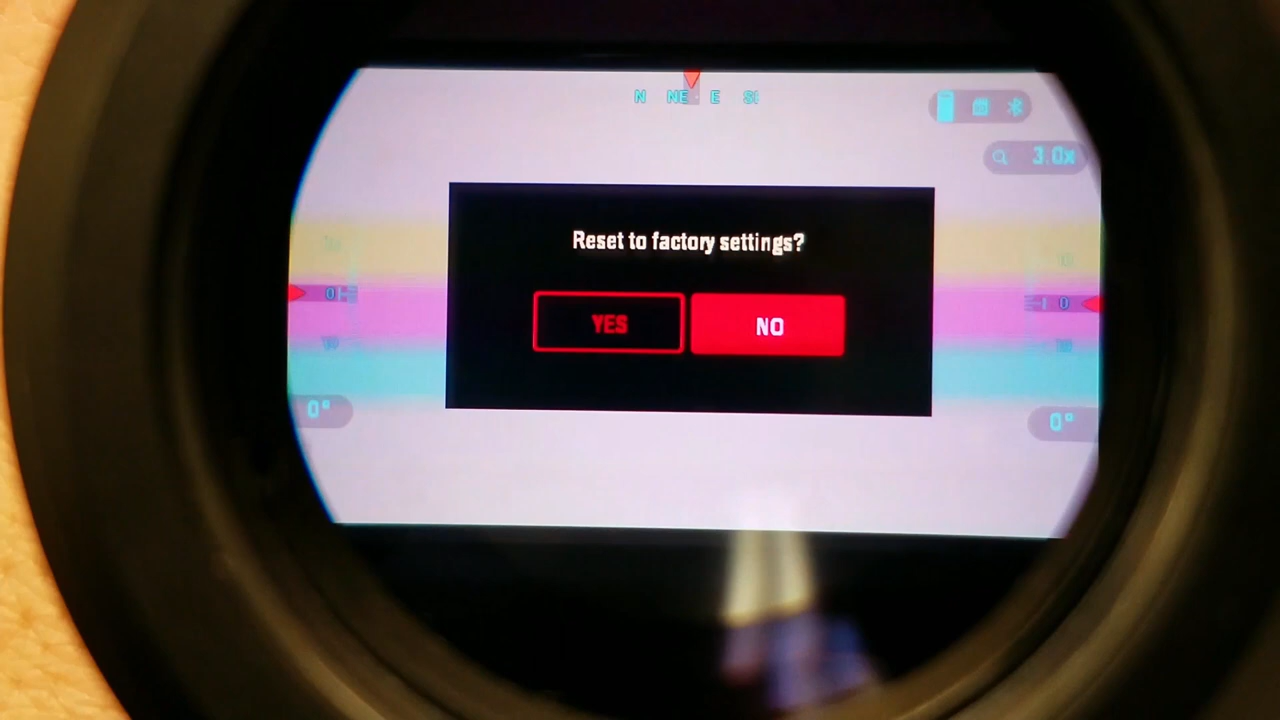 N NE E SE
3.0x
Reset to factory settings?
0 0
YES NO
0° 0°